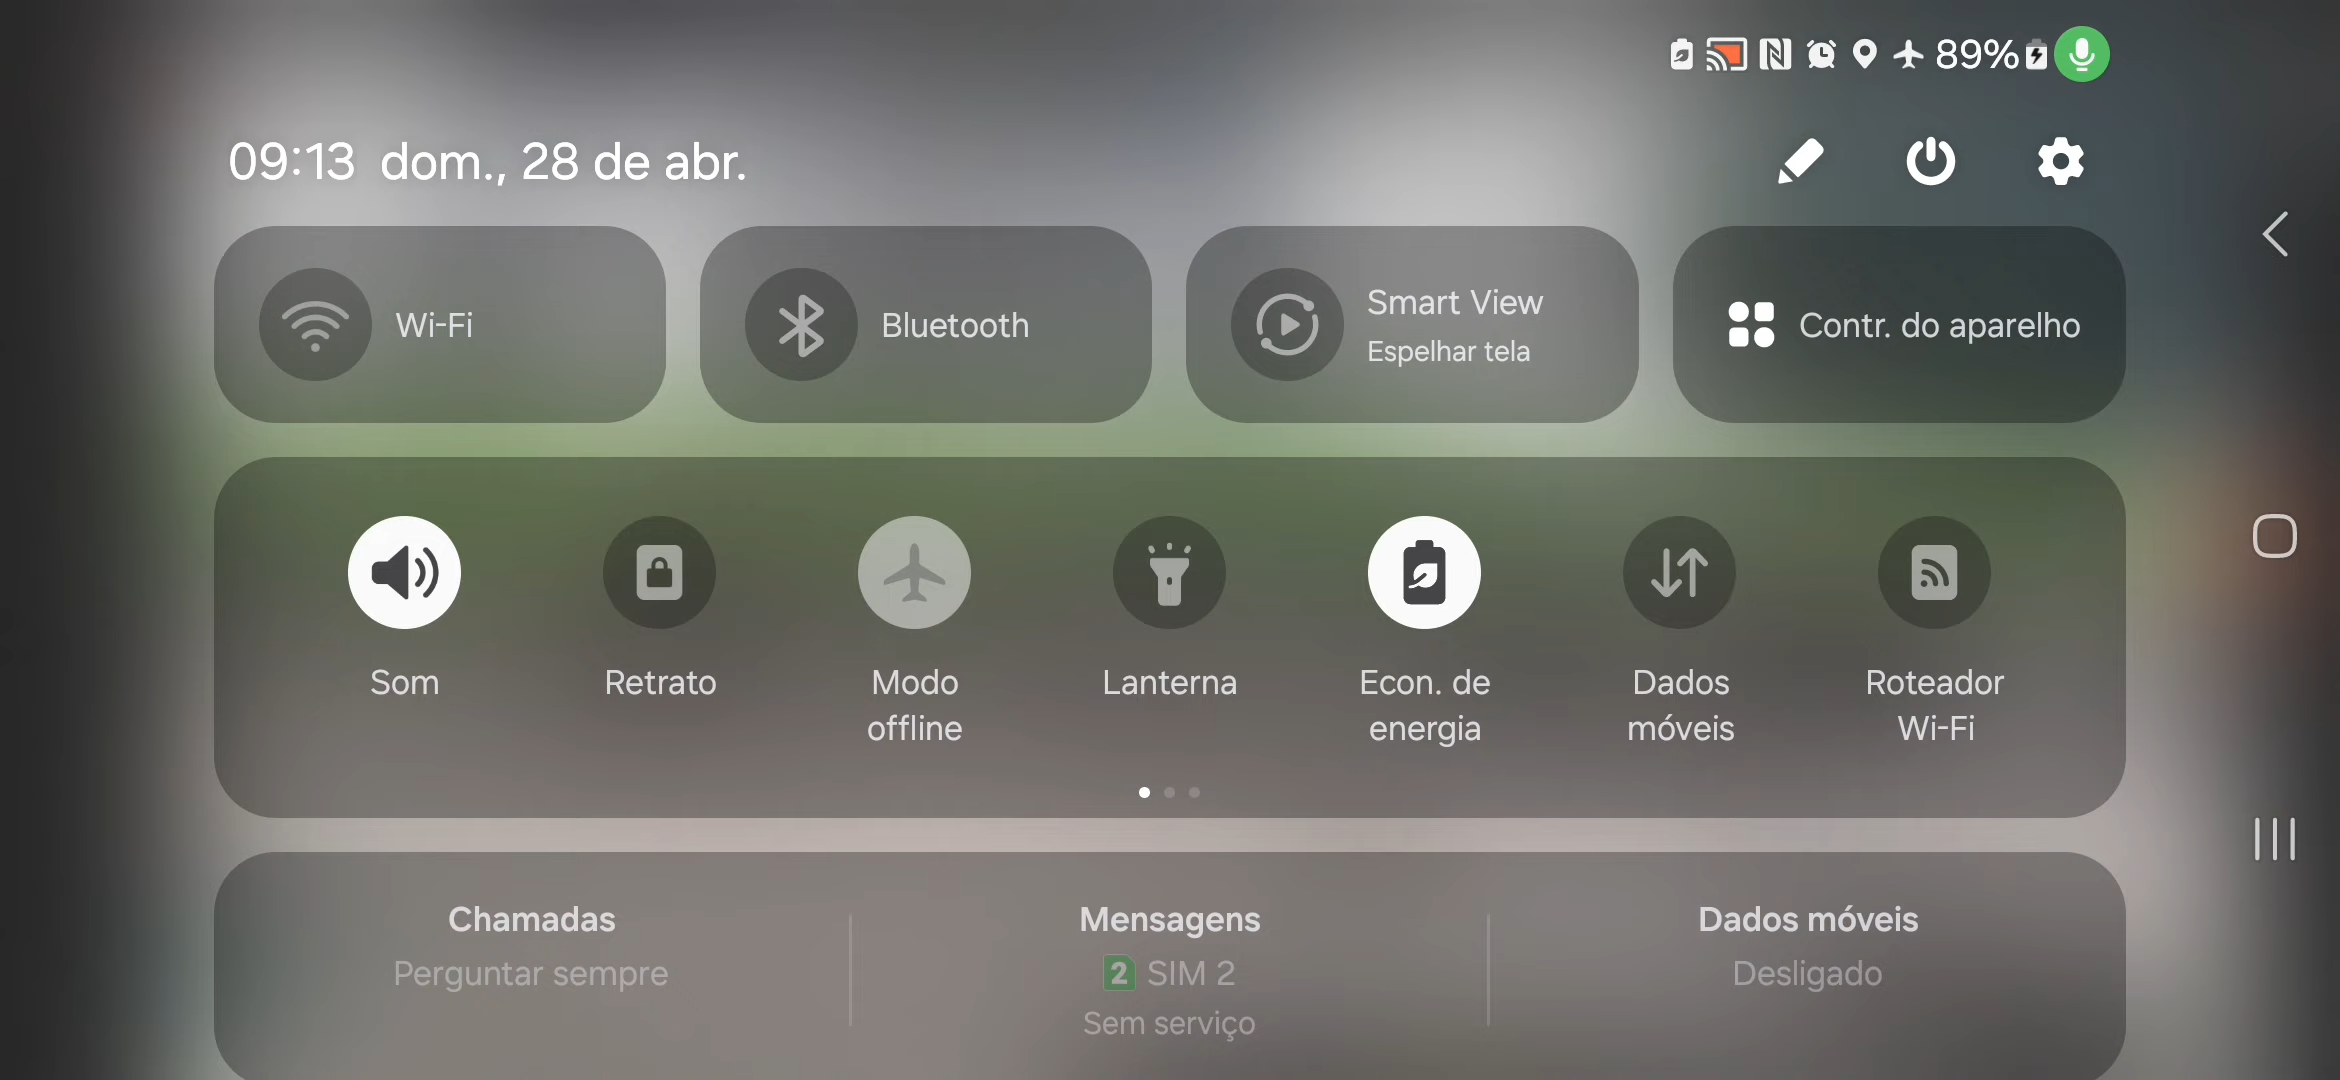 89%
09:13 dom., 28 de abr.
Wi-Fi
Bluetooth
Smart View
Espelhar tela
Contr. do aparelho
Som
Retrato
Modo
offline
Lanterna
Econ. de
energia
Dados
móveis
Roteador
Wi-Fi
Chamadas
Perguntar sempre
Mensagens
2 SIM 2
Sem serviço
Dados móveis
Desligado